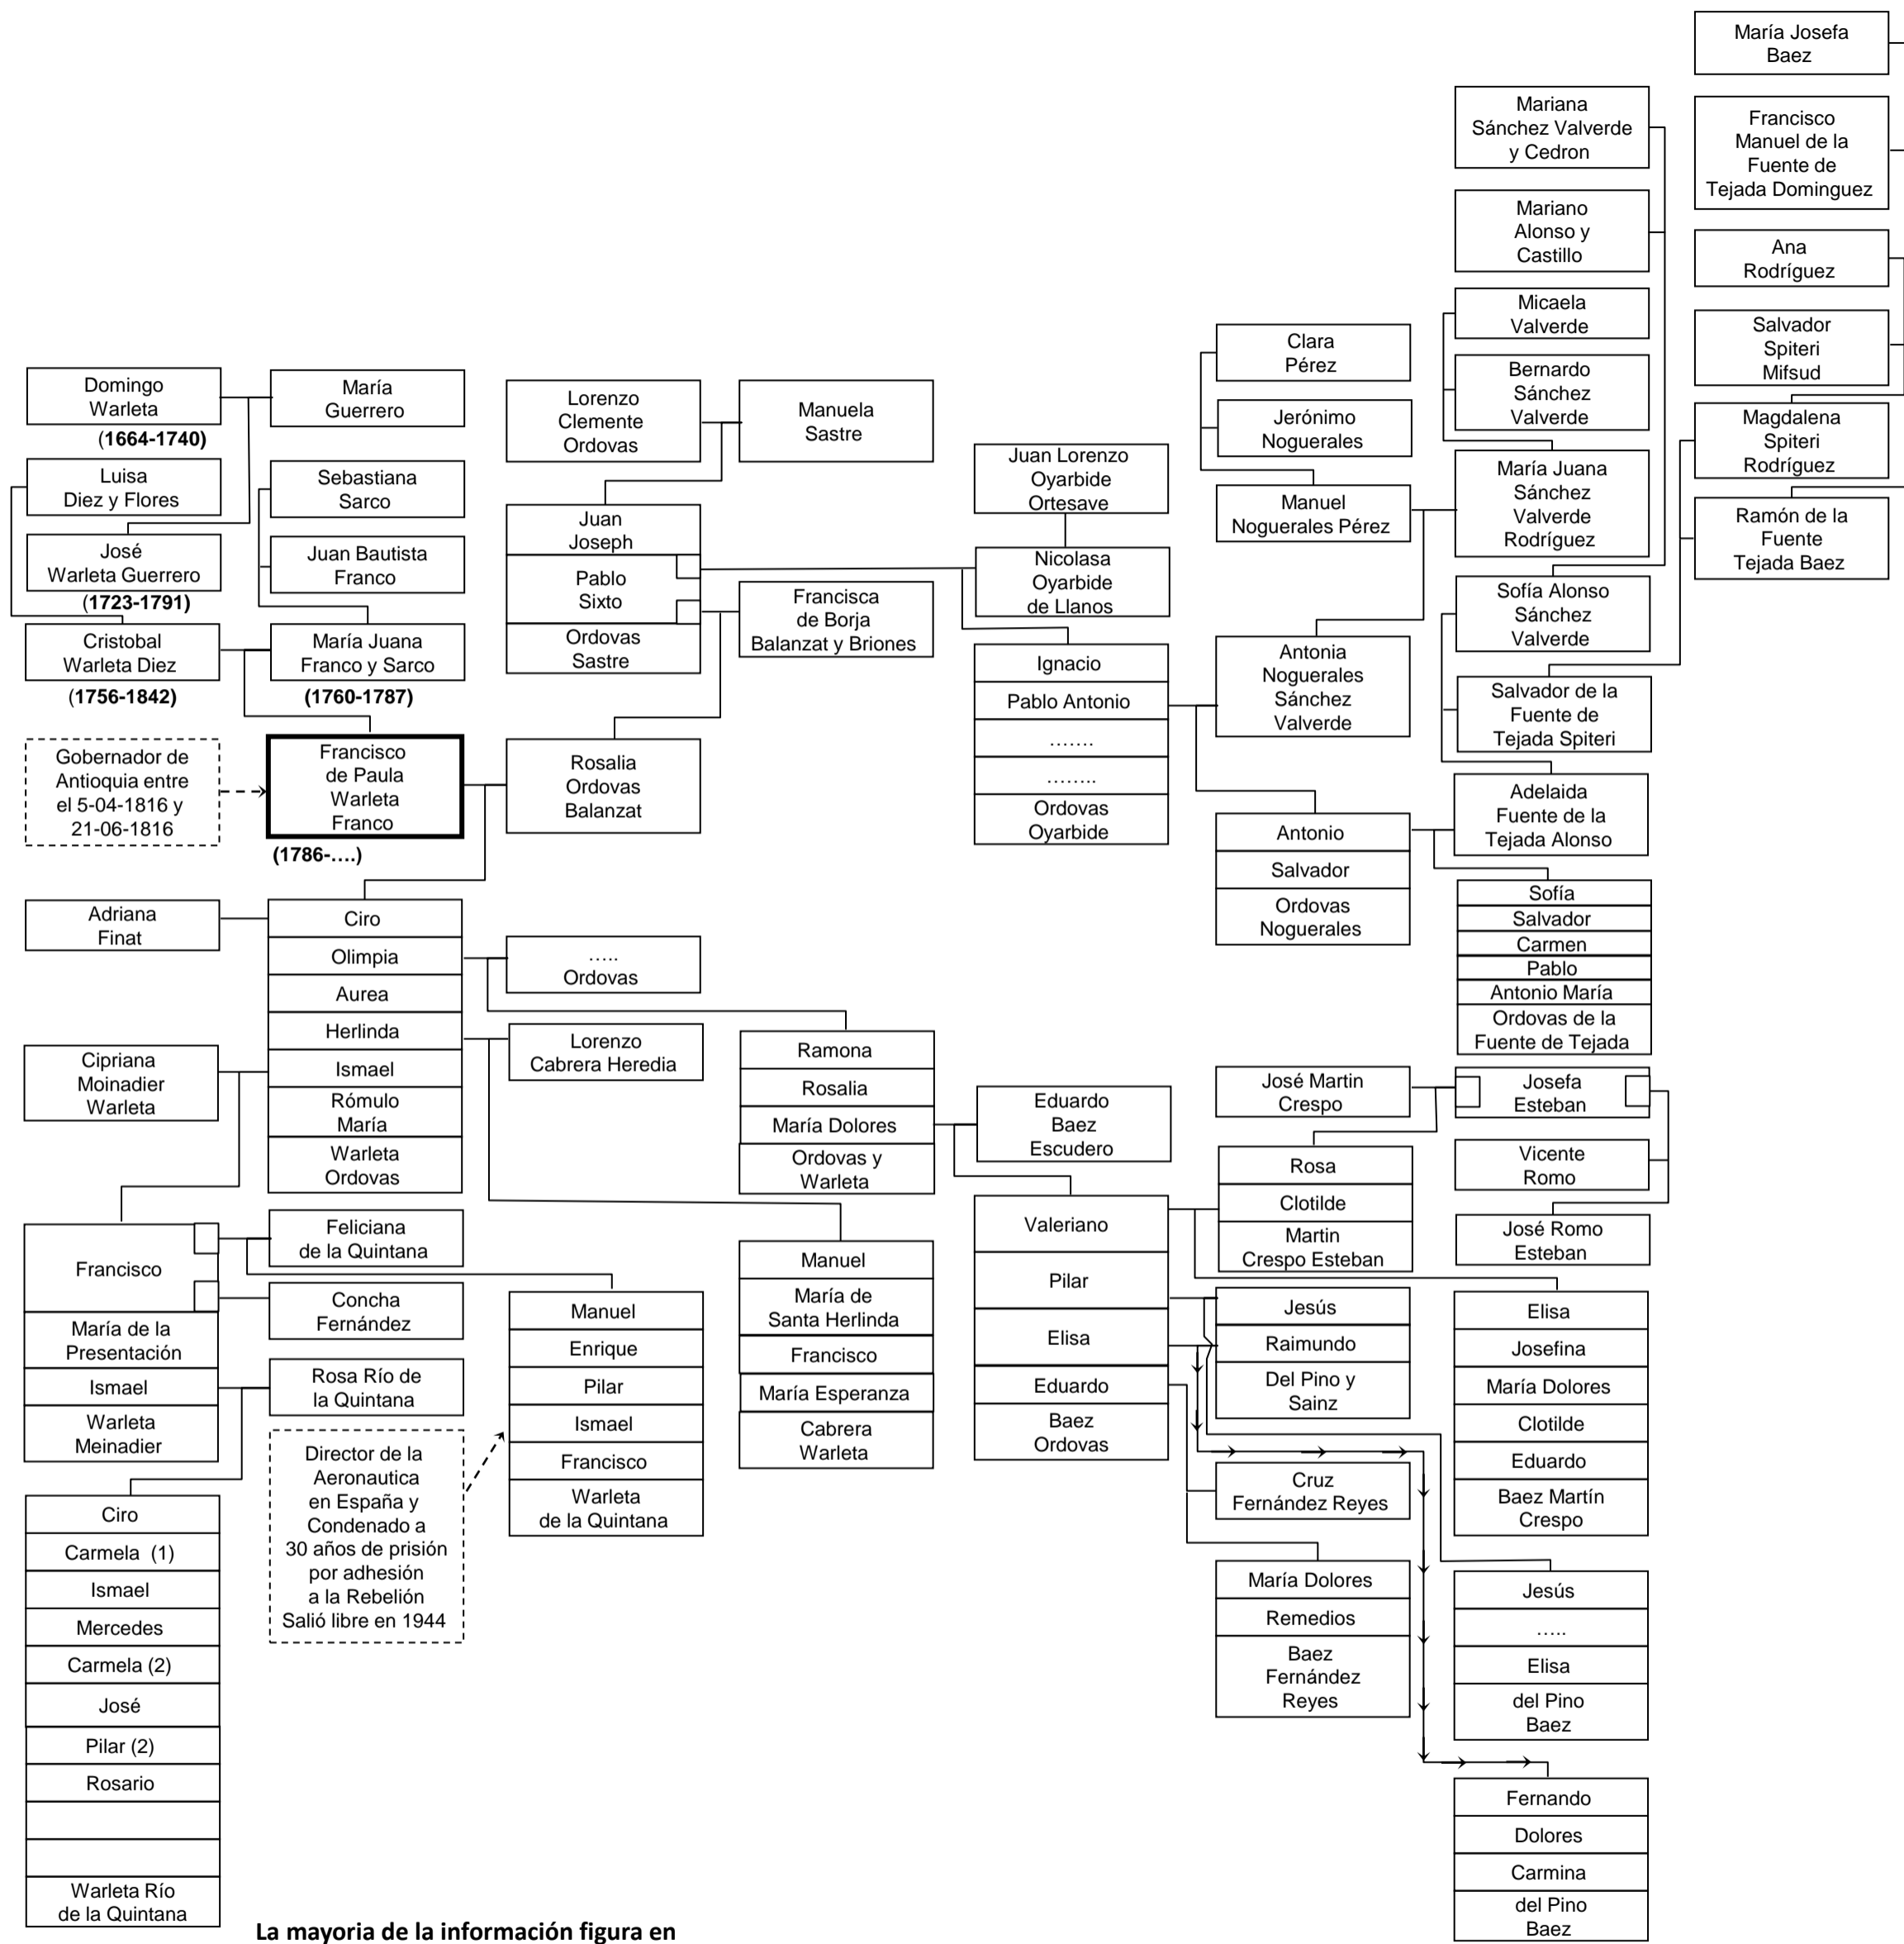 María Josefa
Baez
Mariana
Sánchez Valverde
y Cedron
Francisco
Manuel de la
Fuente de
Tejada Dominguez
Mariano
Alonso y
Castillo
Ana
Rodríguez
Micaela
Valverde
Salvador
Spiteri
Mifsud
Clara
Pérez
Bernardo
Sánchez
Valverde
Domingo
Warleta
(1664-1740)
María
Guerrero
Lorenzo
Clemente
Ordovas
Manuela
Sastre
Jerónimo
Noguerales
Magdalena
Spiteri
Rodríguez
Luisa
Diez y Flores
Sebastiana
Sarco
Juan Lorenzo
Oyarbide
Ortesave
Manuel
Noguerales Pérez
María Juana
Sánchez
Valverde
Rodríguez
Ramón de la
Fuente
Tejada Baez
José
Warleta Guerrero
(1723-1791)
Juan Bautista
Franco
Juan
Joseph
Pablo
Sixto
Ordovas
Sastre
Nicolasa
Oyarbide
de Llanos
Francisca
de Borja
Balanzat y Briones
Sofía Alonso
Sánchez
Valverde
Cristobal
Warleta Diez
(1756-1842)
María Juana
Franco y Sarco
(1760-1787)
Ignacio
Pablo Antonio
.......
........
Ordovas
Oyarbide
Antonia
Noguerales
Sánchez
Valverde
Salvador de la
Fuente de
Tejada Spiteri
Gobernador de
Antioquia entre
el 5-04-1816 y
21-06-1816
Francisco
de Paula
Warleta
Franco
(1786-....)
Rosalia
Ordovas
Balanzat
Adelaida
Fuente de la
Tejada Alonso
Antonio
Salvador
Ordovas
Noguerales
Sofía
Salvador
Carmen
Pablo
Antonio María
Ordovas de la
Fuente de Tejada
Adriana
Finat
Ciro
Olimpia
Aurea
Herlinda
Ismael
Rómulo
María
Warleta
Ordovas
.....
Ordovas
Lorenzo
Cabrera Heredia
Cipriana
Moinadier
Warleta
Ramona
Rosalia
María Dolores
Ordovas y
Warleta
Eduardo
Baez
Escudero
José Martin
Crespo
Josefa
Esteban
Vicente
Romo
José Romo
Esteban
Rosa
Clotilde
Martin
Crespo Esteban
Valeriano
Pilar
Elisa
Eduardo
Baez
Ordovas
Francisco
María de la
Presentación
Ismael
Warleta
Meinadier
Feliciana
de la Quintana
Concha
Fernández
Rosa Río de
la Quintana
Manuel
Enrique
Pilar
Ismael
Francisco
Warleta
de la Quintana
Manuel
María de
Santa Herlinda
Francisco
María Esperanza
Cabrera
Warleta
Jesús
Raimundo
Del Pino y
Sainz
Elisa
Josefina
María Dolores
Clotilde
Eduardo
Baez Martín
Crespo
Director de la
Aeronautica
en España y
Condenado a
30 años de prisión
por adhesión
a la Rebelión
Salió libre en 1944
Cruz
Fernández Reyes
Ciro
Carmela (1)
Ismael
Mercedes
Carmela (2)
José
Pilar (2)
Rosario
Warleta Río
de la Quintana
María Dolores
Remedios
Baez
Fernández
Reyes
Jesús
.....
Elisa
del Pino
Baez
Fernando
Dolores
Carmina
del Pino
Baez
La mayoria de la información figura en